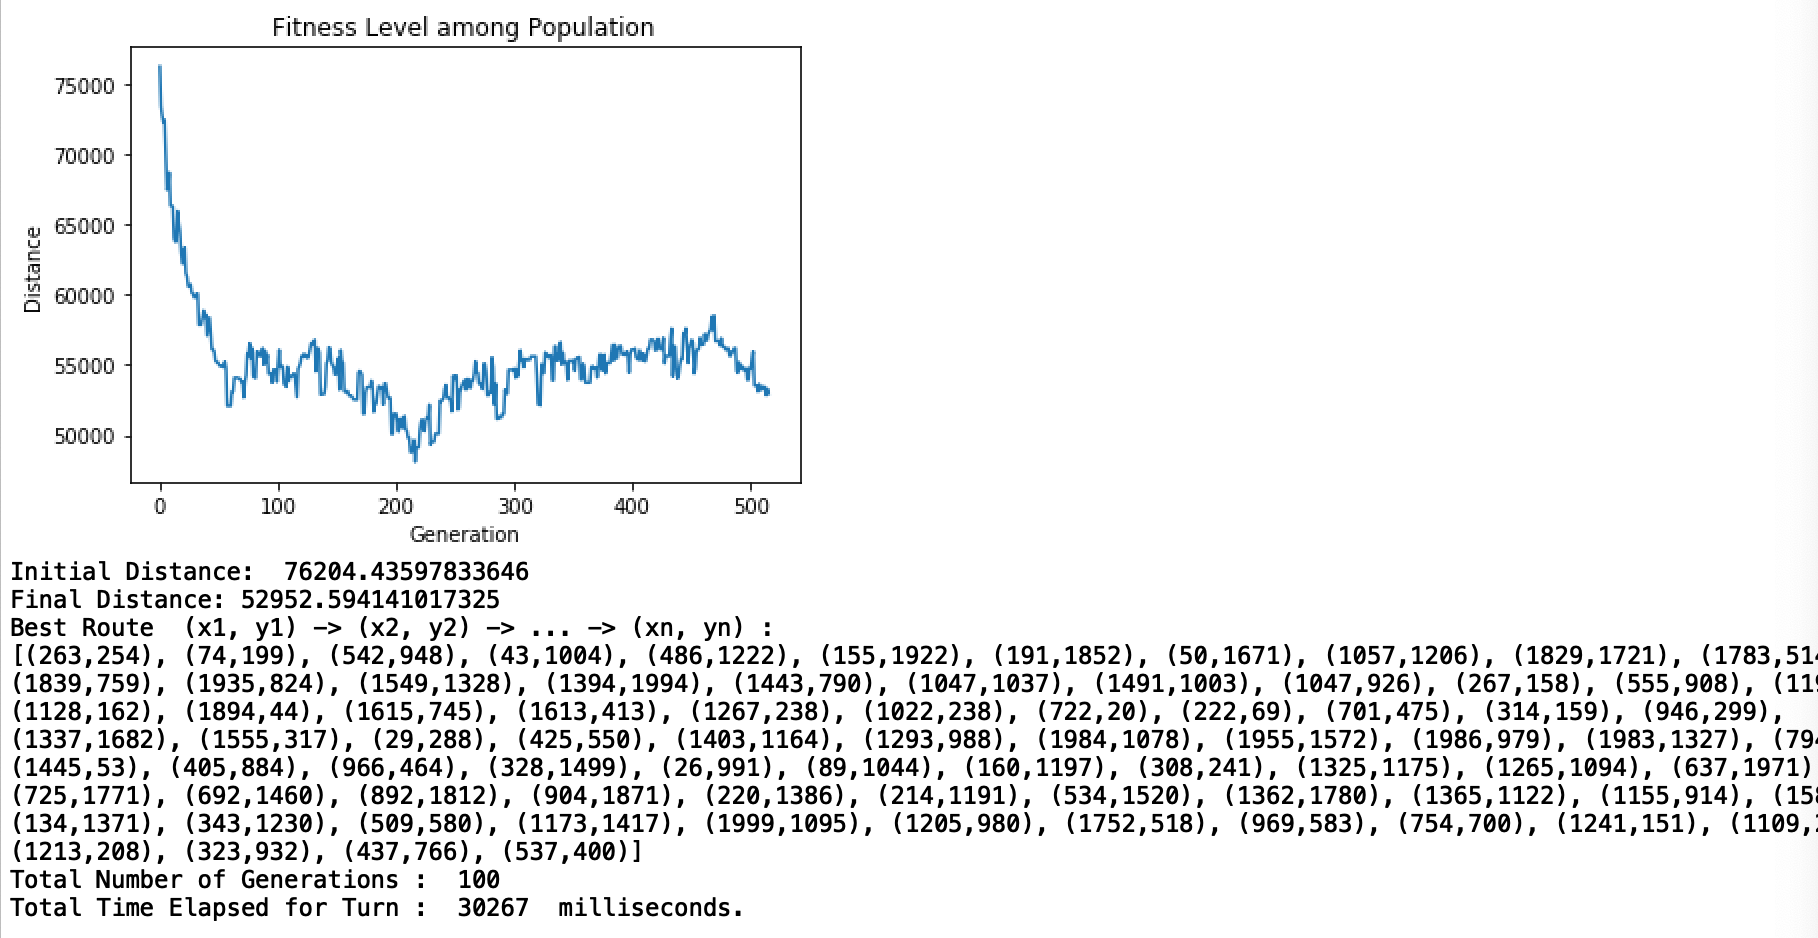 Fitness Level among Population
75000
70000
65000
60000
55000
50000
Distance
0 100 200 300 400 500
Generation
Initial Distance:  76204.43597833646
Final Distance: 52952.594141017325
Best Route  (x1, y1) —> (x2, y2) —> ... —> (xn, yn) :
[(263,254), (74,199), (542,948), (43,1004), (486,1222), (155,1922), (191,1852), (50,1671), (1057,1206), (1829,1721), (1783,514
(1839,759), (1935,824), (1549,1328), (1394,1994), (1443,790), (1047,1037), (1491,1003), (1047,926), (267,158), (555,908), (119
(1128,162), (1894,44), (1615,745), (1613,413), (1267,238), (1022,238), (722,20), (222,69), (701,475), (314,159), (946,299),
(1337,1682), (1555,317), (29,288), (425,550), (1403,1164), (1293,988), (1984,1078), (1955,1572), (1986,979), (1983,1327), (794
(1445,53), (405,884), (966,464), (328,1499), (26,991), (89,1044), (160,1197), (308,241), (1325,1175), (1265,1094), (637,1971)
(725,1771), (692,1460), (892,1812), (904,1871), (220,1386), (214,1191), (534,1520), (1362,1780), (1365,1122), (1155,914), (158
(134,1371), (343,1230), (509,580), (1173,1417), (1999,1095), (1205,980), (1752,518), (969,583), (754,700), (1241,151), (1109,
(1213,208), (323,932), (437,766), (537,400)]
Total Number of Generations :  100
Total Time Elapsed for Turn :  30267  milliseconds.